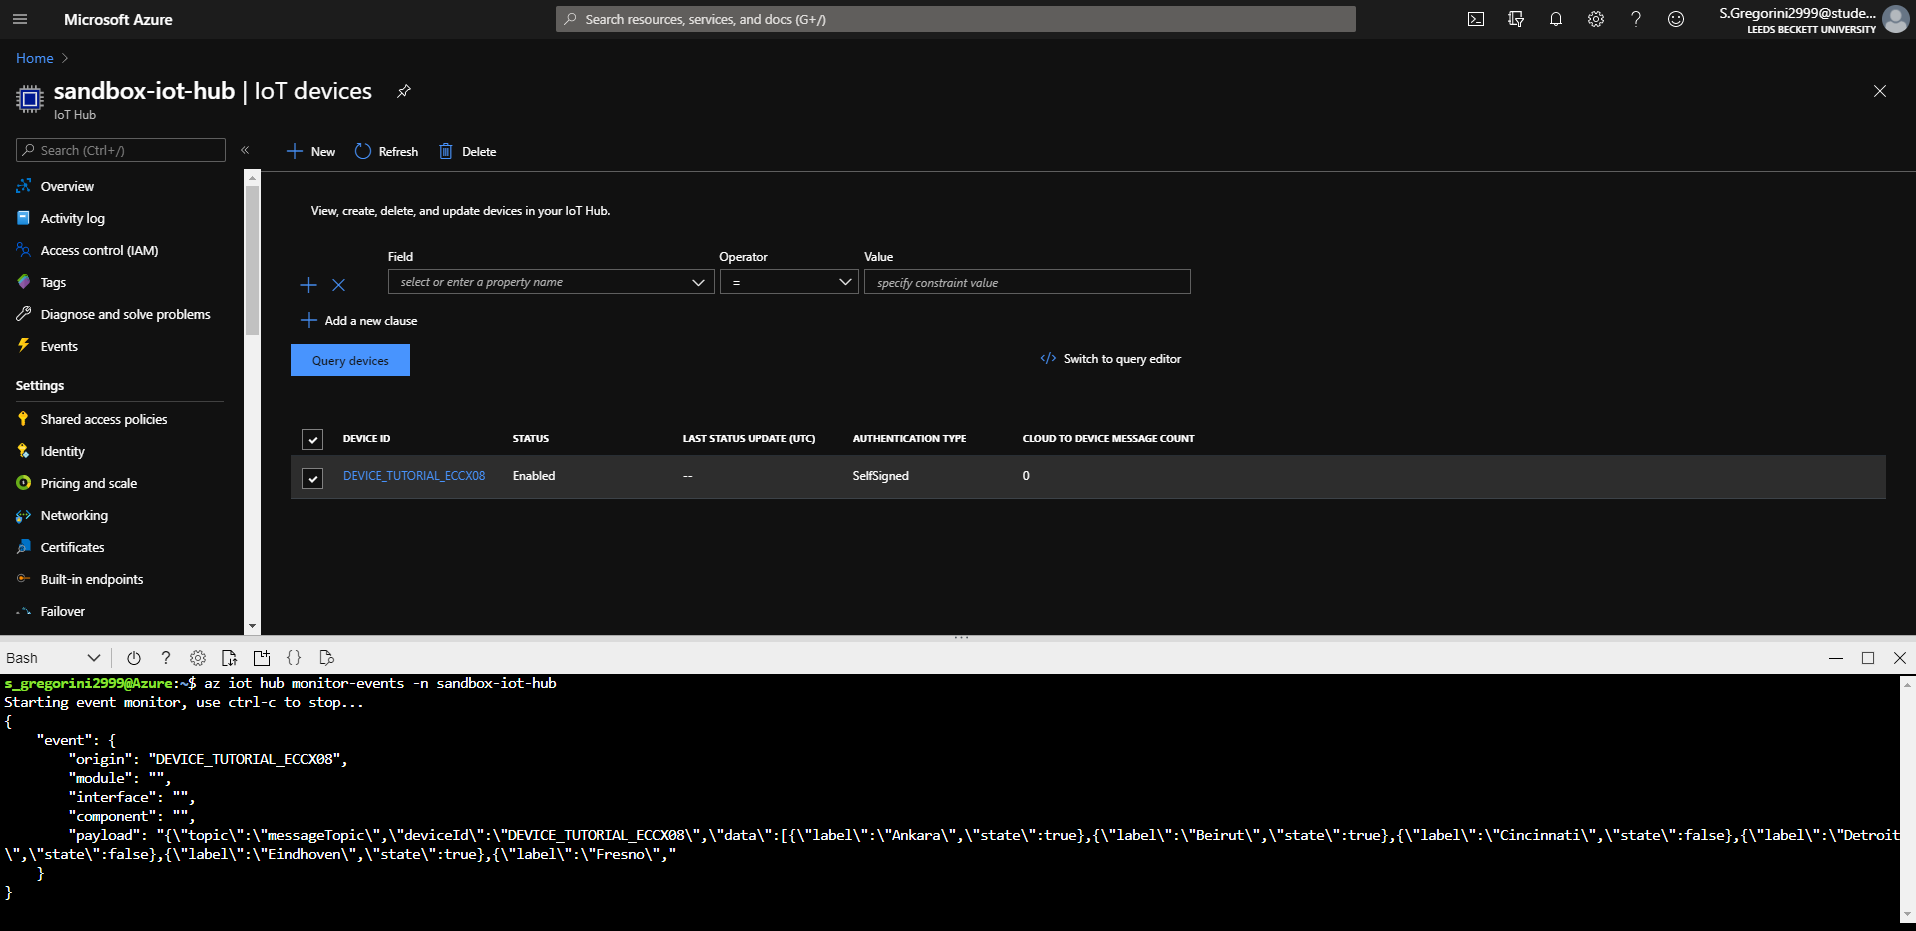 Microsoft Azure
Search resources, services, and docs (G+/)
S.Gregorini2999@stude...
LEEDS BECKETT UNIVERSITY
Home >
sandbox-iot-hub | IoT devices
IoT Hub
Search (Ctrl+/)
«
New
Refresh
Delete
Overview
Activity log
Access control (IAM)
Tags
Diagnose and solve problems
Events
Settings
Shared access policies
Identity
Pricing and scale
Networking
Certificates
Built-in endpoints
Failover
View, create, delete, and update devices in your IoT Hub.
Field Operator Value
select or enter a property name = specify constraint value
Add a new clause
Query devices
</> Switch to query editor
DEVICE ID STATUS LAST STATUS UPDATE (UTC) AUTHENTICATION TYPE CLOUD TO DEVICE MESSAGE COUNT
DEVICE_TUTORIAL_ECCX08 Enabled -- SelfSigned 0
Bash
s_gregorini2999@Azure:~$ az iot hub monitor-events -n sandbox-iot-hub
Starting event monitor, use ctrl-c to stop...
{
"event": {
"origin": "DEVICE_TUTORIAL_ECCX08",
"module": "",
"interface": "",
"component": "",
"payload": "{\"topic\":\"messageTopic\",\"deviceId\":\"DEVICE_TUTORIAL_ECCX08\",\"data\":[{\"label\":\"Ankara\",\"state\":true},{\"label\":\"Beirut\",\"state\":true},{\"label\":\"Cincinnati\",\"state\":false},{\"label\":\"Detroit
\",\"state\":false},{\"label\":\"Eindhoven\",\"state\":true},{\"label\":\"Fresno\","
}
}